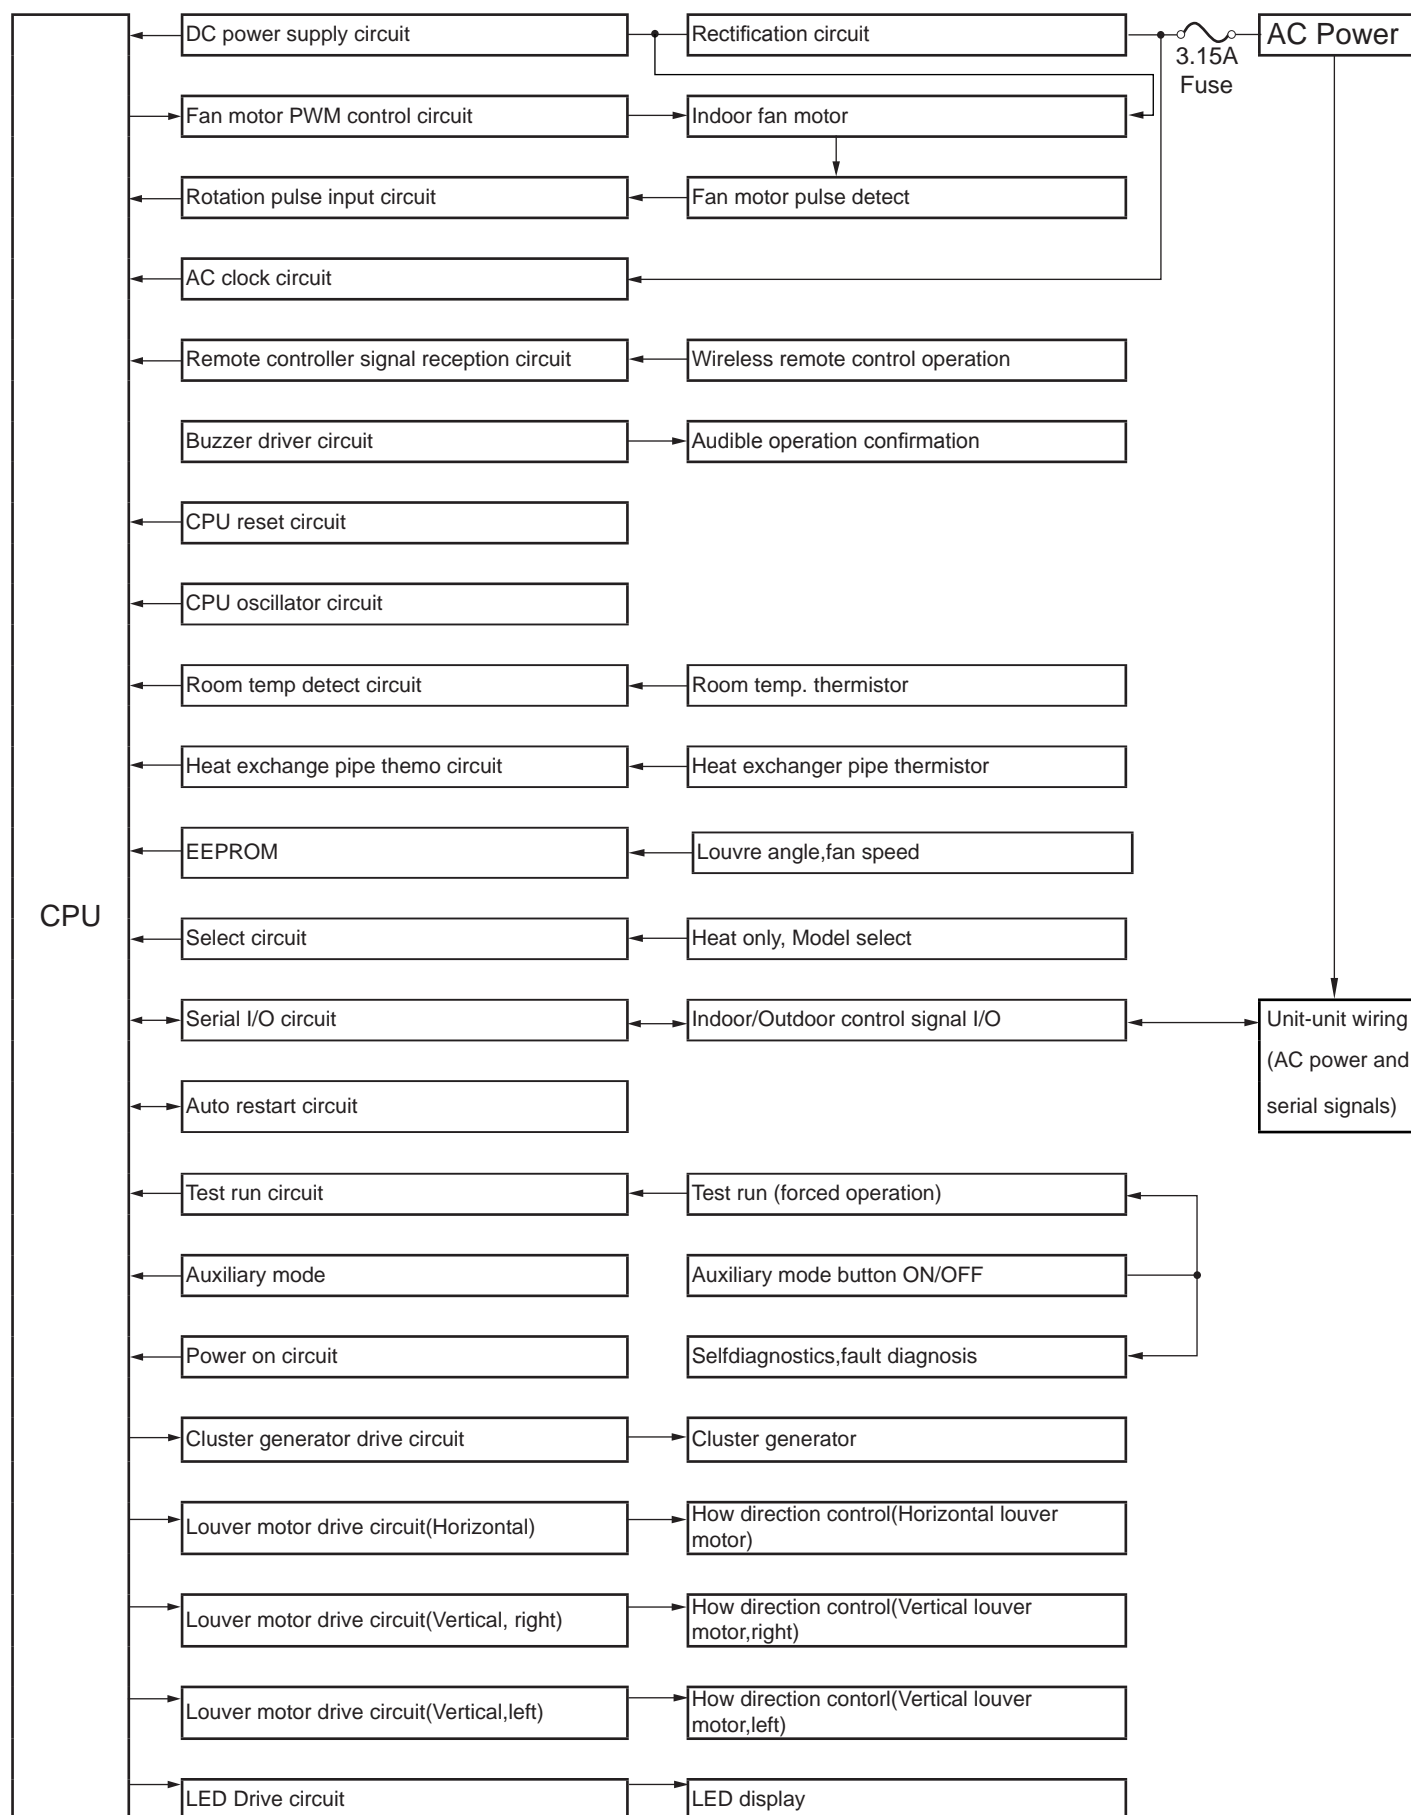 DC power supply circuit
Rectification circuit
3.15A
Fuse
AC Power
Fan motor PWM control circuit
Indoor fan motor
Rotation pulse input circuit
Fan motor pulse detect
AC clock circuit
Remote controller signal reception circuit
Wireless remote control operation
Buzzer driver circuit
Audible operation confirmation
CPU reset circuit
CPU oscillator circuit
Room temp detect circuit
Room temp. thermistor
Heat exchange pipe themo circuit
Heat exchanger pipe thermistor
EEPROM
Louvre angle,fan speed
CPU
Select circuit
Heat only, Model select
Serial I/O circuit
Indoor/Outdoor control signal I/O
Unit-unit wiring
(AC power and
serial signals)
Auto restart circuit
Test run circuit
Test run (forced operation)
Auxiliary mode
Auxiliary mode button ON/OFF
Power on circuit
Selfdiagnostics,fault diagnosis
Cluster generator drive circuit
Cluster generator
Louver motor drive circuit(Horizontal)
How direction control(Horizontal louver
motor)
Louver motor drive circuit(Vertical, right)
How direction control(Vertical louver
motor,right)
Louver motor drive circuit(Vertical,left)
How direction contorl(Vertical louver
motor,left)
LED Drive circuit
LED display